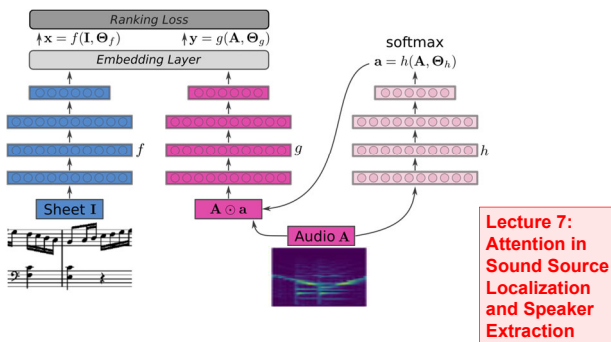 Ranking Loss
x = f(I, Θ_f)
y = g(A, Θ_g)
Embedding Layer
softmax
a = h(A, Θ_h)
f
g
h
Sheet I
A ⊙ a
Audio A
Lecture 7:
Attention in
Sound Source
Localization
and Speaker
Extraction